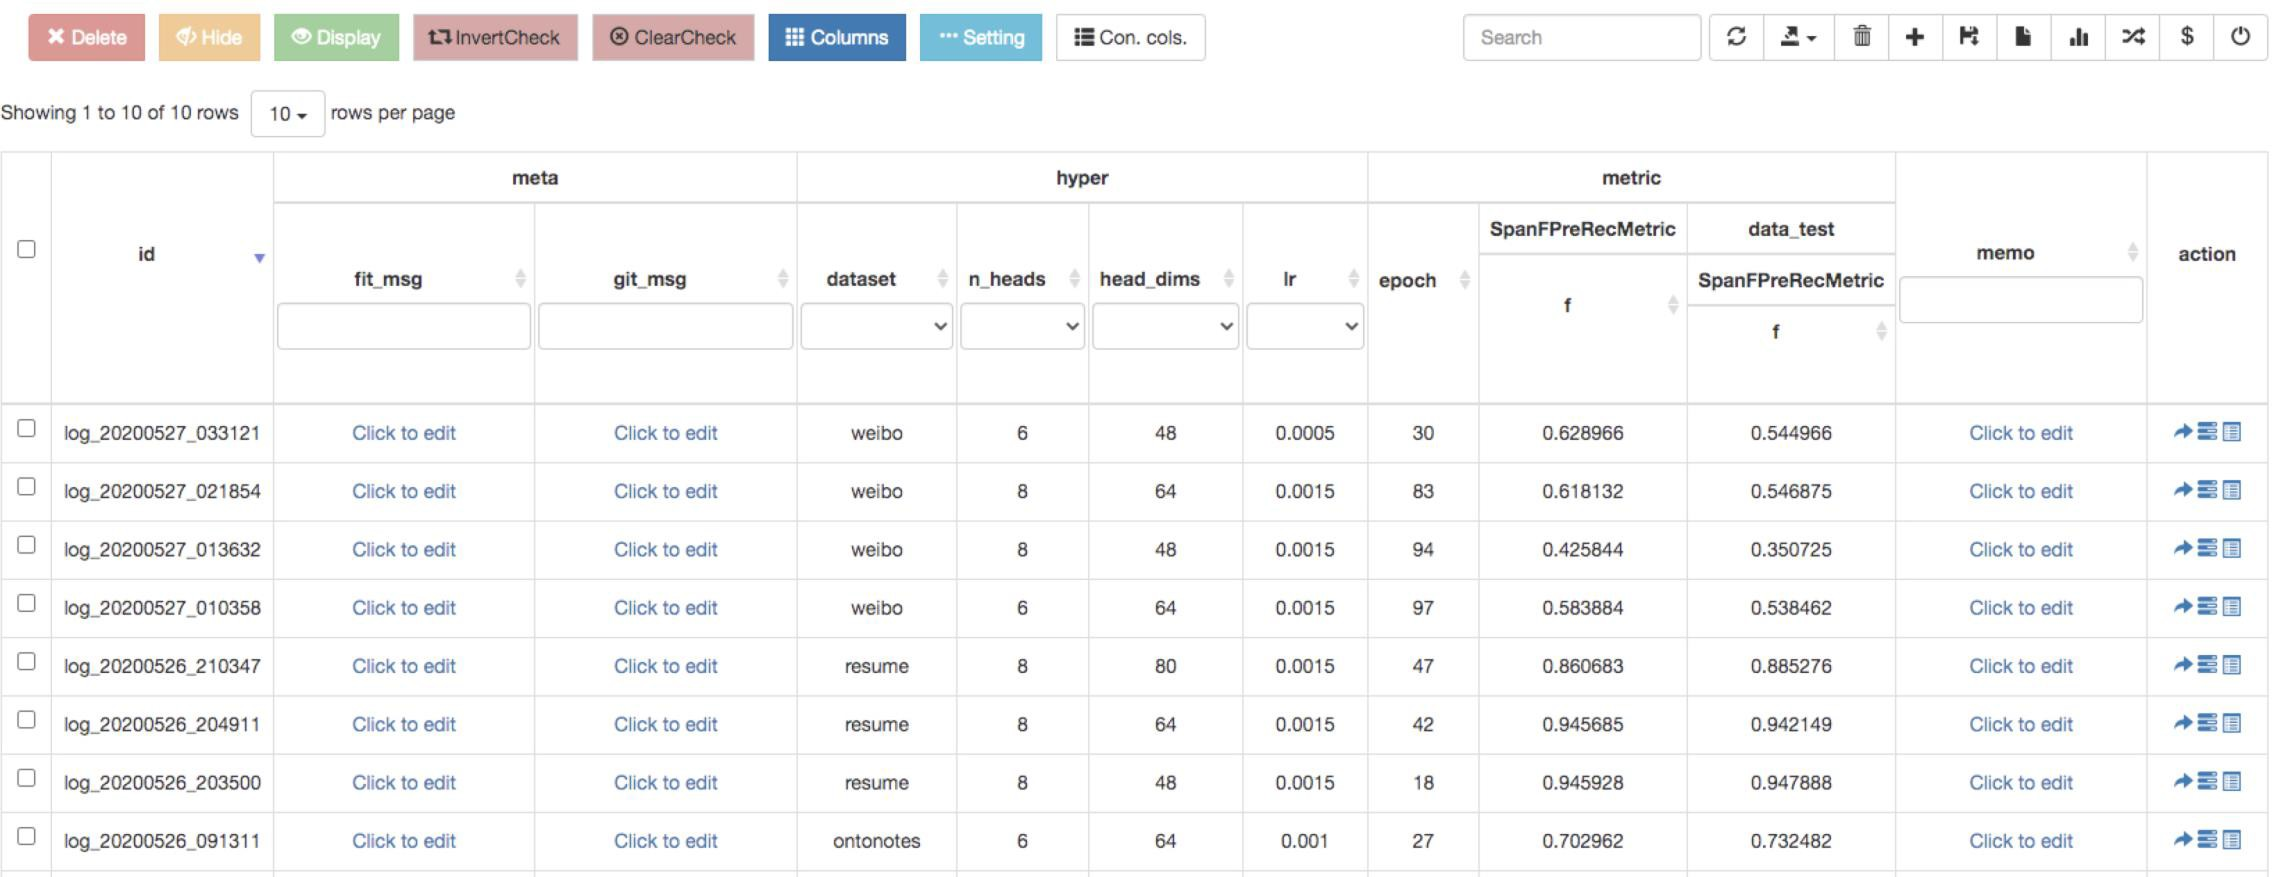 Delete Hide Display InvertCheck ClearCheck Columns Setting Con. cols. Search $
Showing 1 to 10 of 10 rows 10 rows per page
meta hyper metric
id SpanFPreRecMetric data_test memo action
fit_msg git_msg dataset n_heads head_dims lr epoch SpanFPreRecMetric
f
f
log_20200527_033121 Click to edit Click to edit weibo 6 48 0.0005 30 0.628966 0.544966 Click to edit
log_20200527_021854 Click to edit Click to edit weibo 8 64 0.0015 83 0.618132 0.546875 Click to edit
log_20200527_013632 Click to edit Click to edit weibo 8 48 0.0015 94 0.425844 0.350725 Click to edit
log_20200527_010358 Click to edit Click to edit weibo 6 64 0.0015 97 0.583884 0.538462 Click to edit
log_20200526_210347 Click to edit Click to edit resume 8 80 0.0015 47 0.860683 0.885276 Click to edit
log_20200526_204911 Click to edit Click to edit resume 8 64 0.0015 42 0.945685 0.942149 Click to edit
log_20200526_203500 Click to edit Click to edit resume 8 48 0.0015 18 0.945928 0.947888 Click to edit
log_20200526_091311 Click to edit Click to edit ontonotes 6 64 0.001 27 0.702962 0.732482 Click to edit